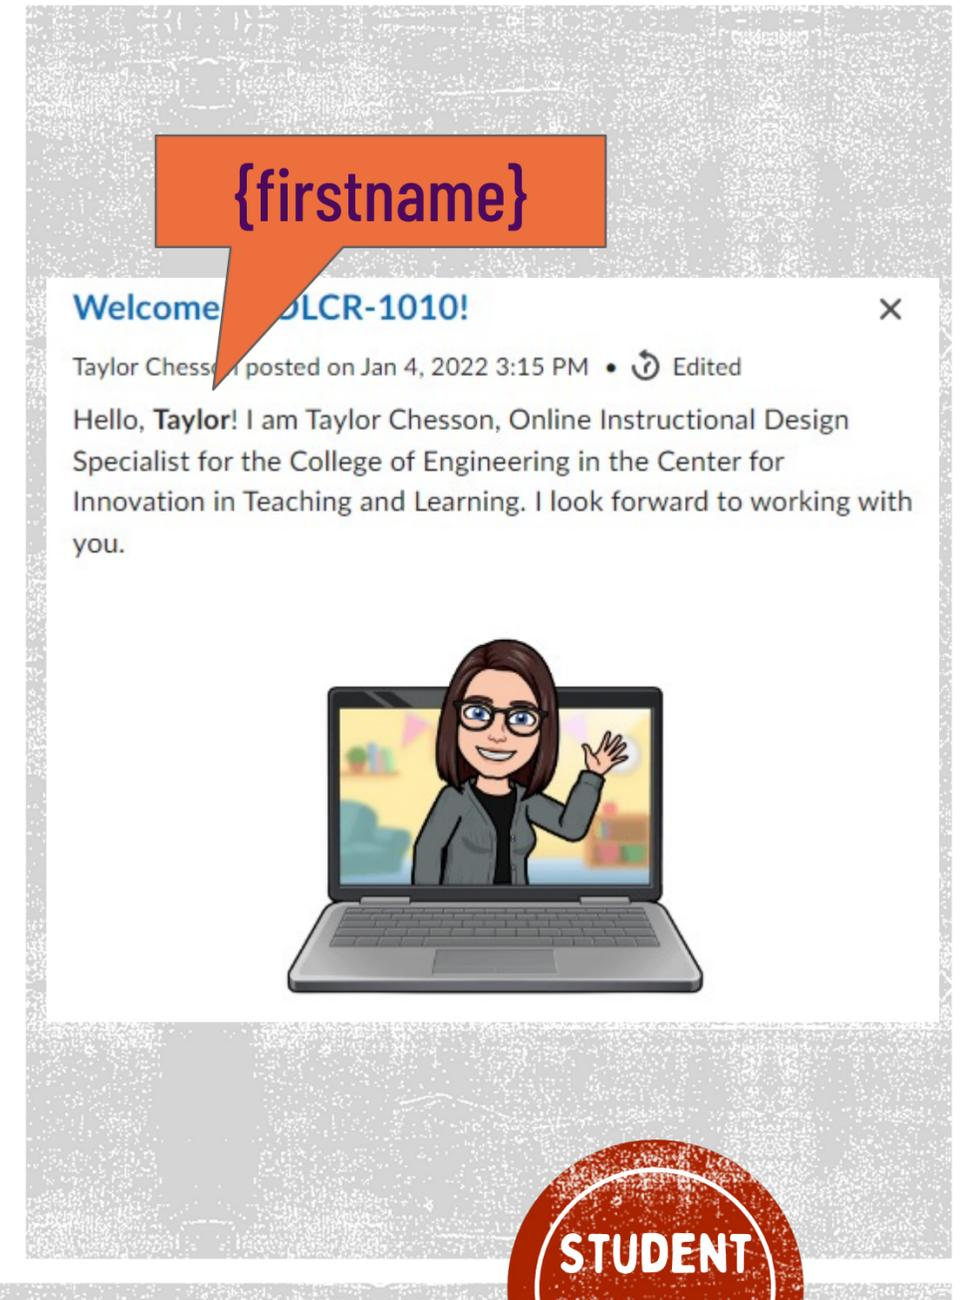 {firstname}
Welcome DLCR-1010!
Taylor Chesson posted on Jan 4, 2022 3:15 PM • Edited
Hello, Taylor! I am Taylor Chesson, Online Instructional Design
Specialist for the College of Engineering in the Center for
Innovation in Teaching and Learning. I look forward to working with
you.
STUDENT